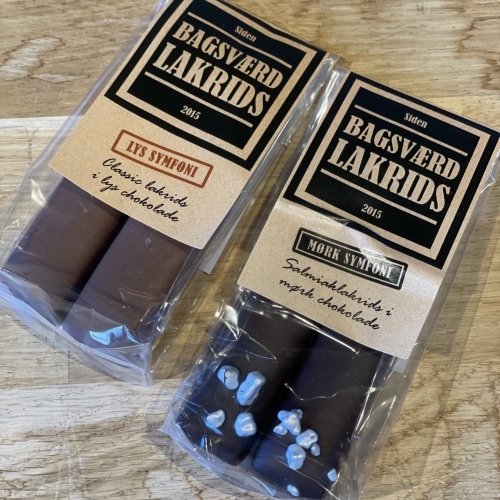 Siden
BAGSVÆRD
LAKRIDS
2015
LYS SYMFONI
Classic lakrids
i lys chokolade
Siden
BAGSVÆRD
LAKRIDS
2015
MØRK SYMFONI
Salmiaklakrids i
mørk chokolade